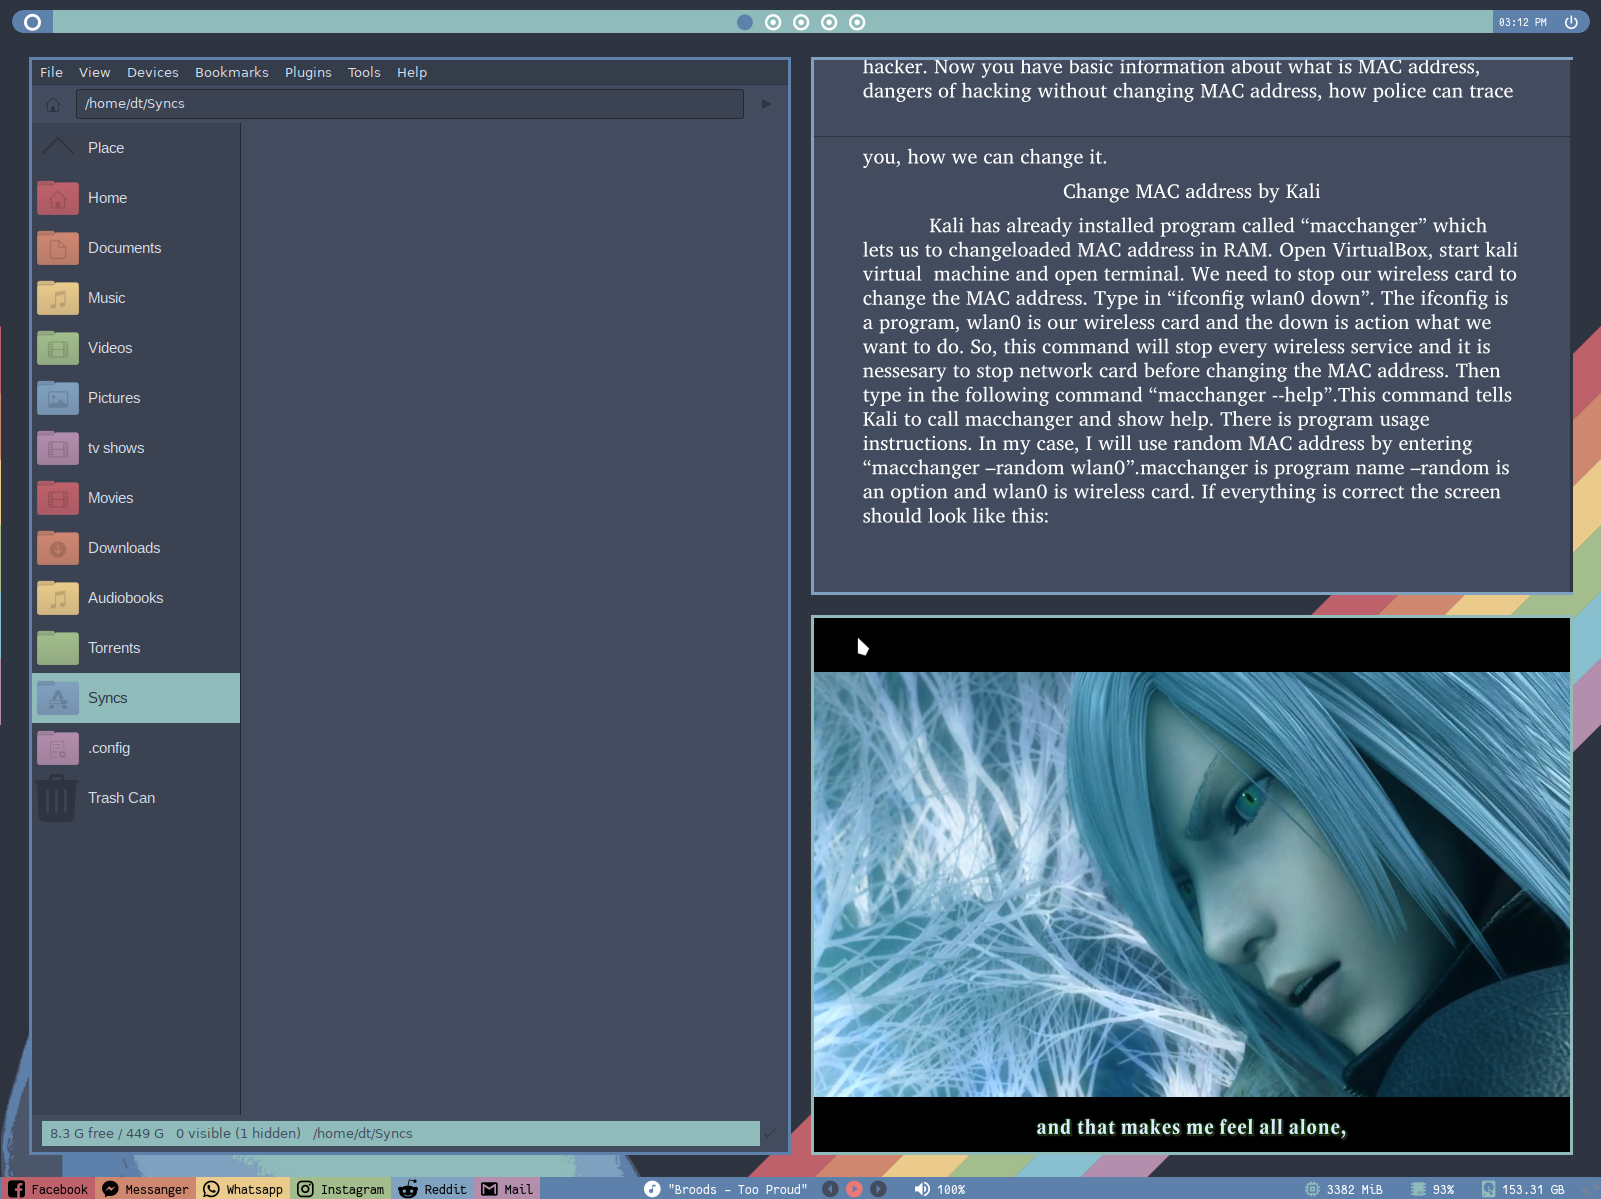 03:12 PM
File View Devices Bookmarks Plugins Tools Help
/home/dt/Syncs
Place
Home
Documents
Music
Videos
Pictures
tv shows
Movies
Downloads
Audiobooks
Torrents
Syncs
.config
Trash Can
8.3 G free / 449 G 0 visible (1 hidden) /home/dt/Syncs
hacker. Now you have basic information about what is MAC address,
dangers of hacking without changing MAC address, how police can trace
you, how we can change it.
Change MAC address by Kali
Kali has already installed program called “macchanger” which
lets us to changeloaded MAC address in RAM. Open VirtualBox, start kali
virtual machine and open terminal. We need to stop our wireless card to
change the MAC address. Type in “ifconfig wlan0 down”. The ifconfig is
a program, wlan0 is our wireless card and the down is action what we
want to do. So, this command will stop every wireless service and it is
nessesary to stop network card before changing the MAC address. Then
type in the following command “macchanger --help”.This command tells
Kali to call macchanger and show help. There is program usage
instructions. In my case, I will use random MAC address by entering
“macchanger –random wlan0”.macchanger is program name –random is
an option and wlan0 is wireless card. If everything is correct the screen
should look like this:
and that makes me feel all alone,
Facebook Messanger Whatsapp Instagram Reddit Mail "Broods - Too Proud" 100% 3382 MiB 93% 153.31 GB